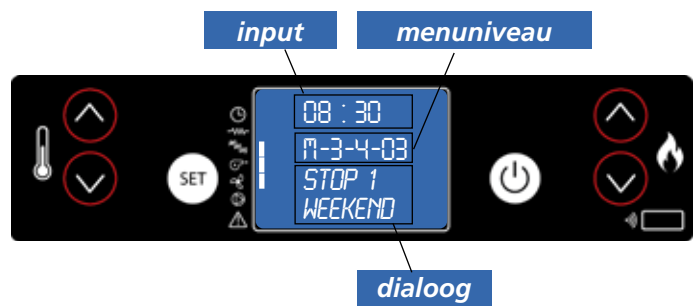 input
menuniveau
08 : 30
M-3-4-03
SET
STOP 1
WEEKEND
dialoog